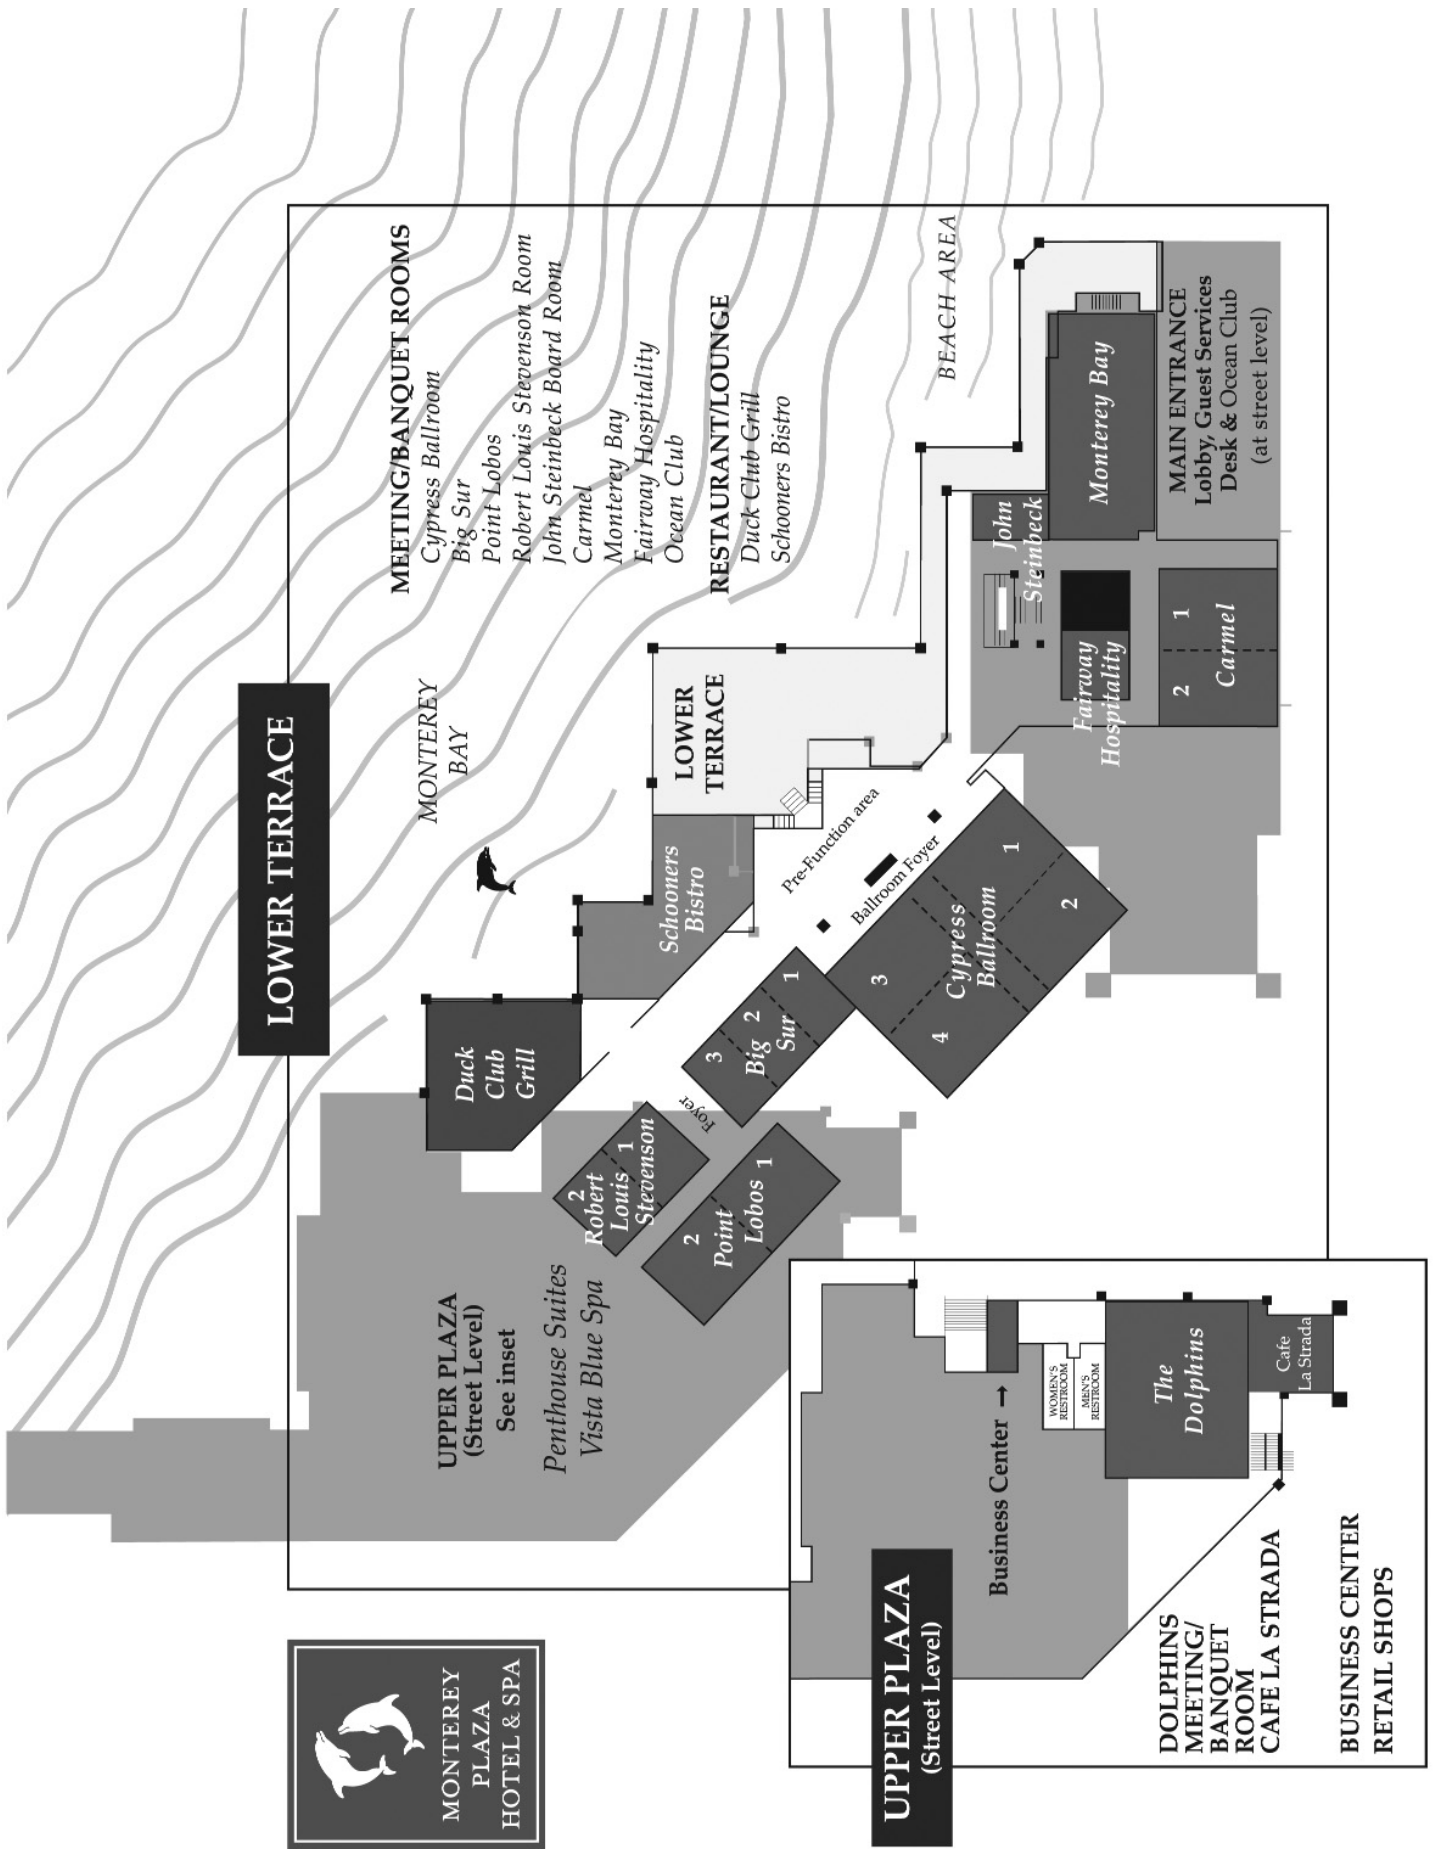 LOWER TERRACE
MEETING/BANQUET ROOMS
Cypress Ballroom
Big Sur
Point Lobos
Robert Louis Stevenson Room
John Steinbeck Board Room
Carmel
Monterey Bay
Fairway Hospitality
Ocean Club
RESTAURANT/LOUNGE
Duck Club Grill
Schooners Bistro
MONTEREY
BAY
BEACH AREA
Duck
Club
Grill
Schooners
Bistro
LOWER
TERRACE
Pre-Function area
Ballroom Foyer
Foyer
2
1
Robert
Louis
Stevenson
2
1
Point
Lobos
3
2
1
Big
Sur
4
3
1
2
Cypress
Ballroom
John
Steinbeck
Fairway
Hospitality
2
1
Carmel
Monterey Bay
MAIN ENTRANCE
Lobby, Guest Services
Desk & Ocean Club
(at street level)
UPPER PLAZA
(Street Level)
See inset
Penthouse Suites
Vista Blue Spa
MONTEREY
PLAZA
HOTEL & SPA
UPPER PLAZA
(Street Level)
Business Center →
WOMEN'S
RESTROOM
MEN'S
RESTROOM
The
Dolphins
Cafe
La Strada
DOLPHINS
MEETING/
BANQUET
ROOM
CAFE LA STRADA
BUSINESS CENTER
RETAIL SHOPS